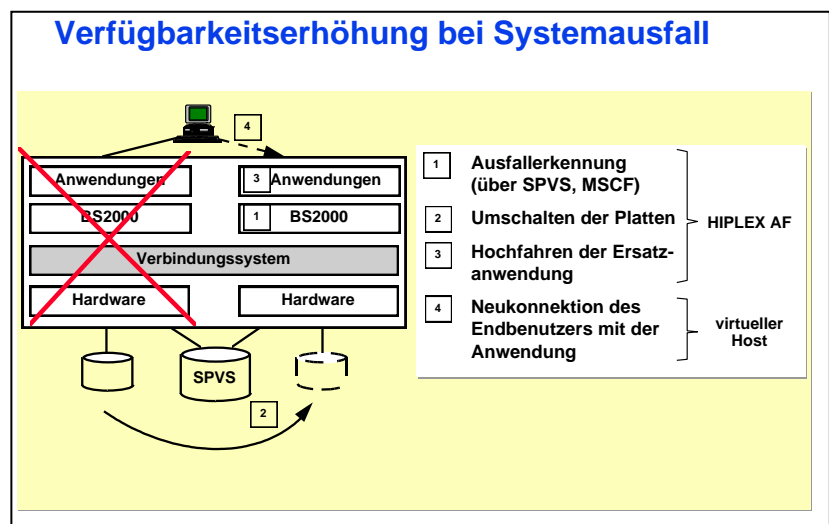 Verfügbarkeitserhöhung bei Systemausfall
4
Anwendungen
3 Anwendungen
BS2000
1 BS2000
Verbindungssystem
Hardware
Hardware
SPVS
2
1 Ausfallerkennung
(über SPVS, MSCF)
2 Umschalten der Platten
3 Hochfahren der Ersatz-
anwendung
HIPLEX AF
4 Neukonnektion des
Endbenutzers mit der
Anwendung
virtueller
Host